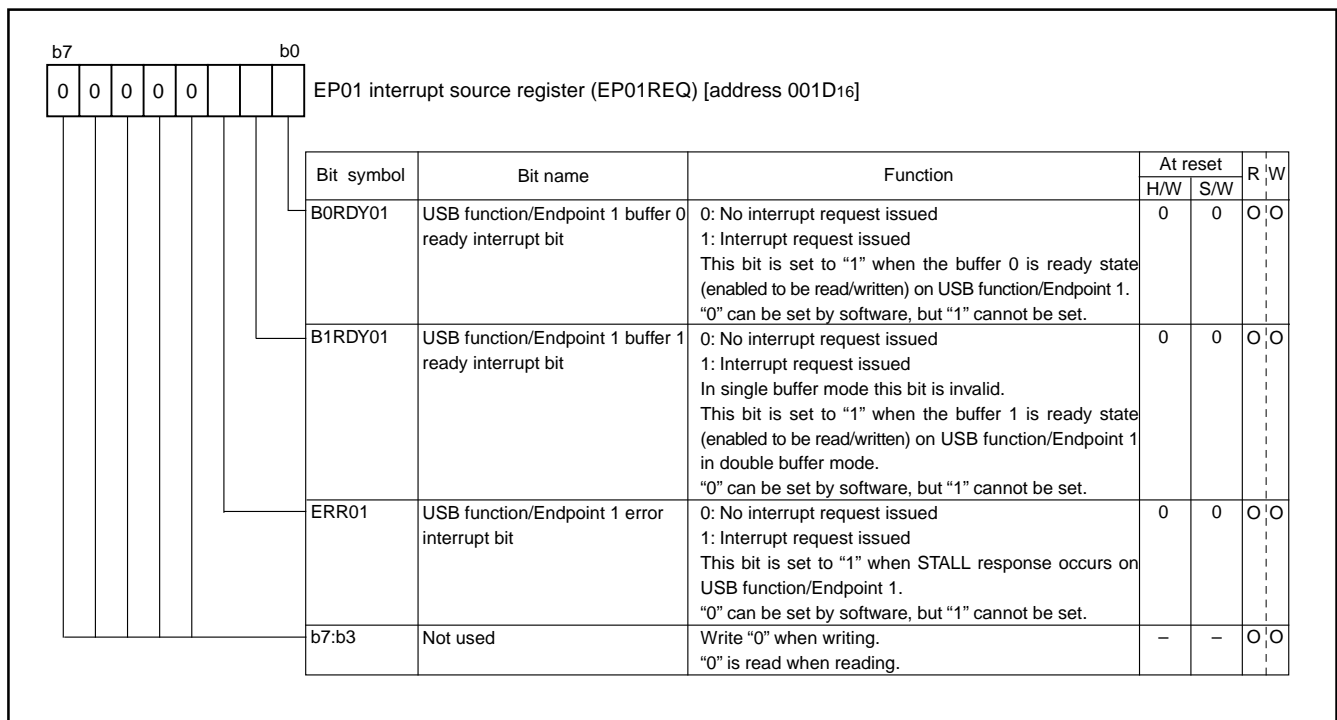 b7 b0
0 0 0 0 0
EP01 interrupt source register (EP01REQ) [address 001D16]
Bit symbol Bit name Function At reset R W
H/W S/W
B0RDY01 USB function/Endpoint 1 buffer 0 0: No interrupt request issued 0 0 O O
ready interrupt bit 1: Interrupt request issued
This bit is set to “1” when the buffer 0 is ready state
(enabled to be read/written) on USB function/Endpoint 1.
“0” can be set by software, but “1” cannot be set.
B1RDY01 USB function/Endpoint 1 buffer 1 0: No interrupt request issued 0 0 O O
ready interrupt bit 1: Interrupt request issued
In single buffer mode this bit is invalid.
This bit is set to “1” when the buffer 1 is ready state
(enabled to be read/written) on USB function/Endpoint 1
in double buffer mode.
“0” can be set by software, but “1” cannot be set.
ERR01 USB function/Endpoint 1 error 0: No interrupt request issued 0 0 O O
interrupt bit 1: Interrupt request issued
This bit is set to “1” when STALL response occurs on
USB function/Endpoint 1.
“0” can be set by software, but “1” cannot be set.
b7:b3 Not used Write “0” when writing. – – O O
“0” is read when reading.